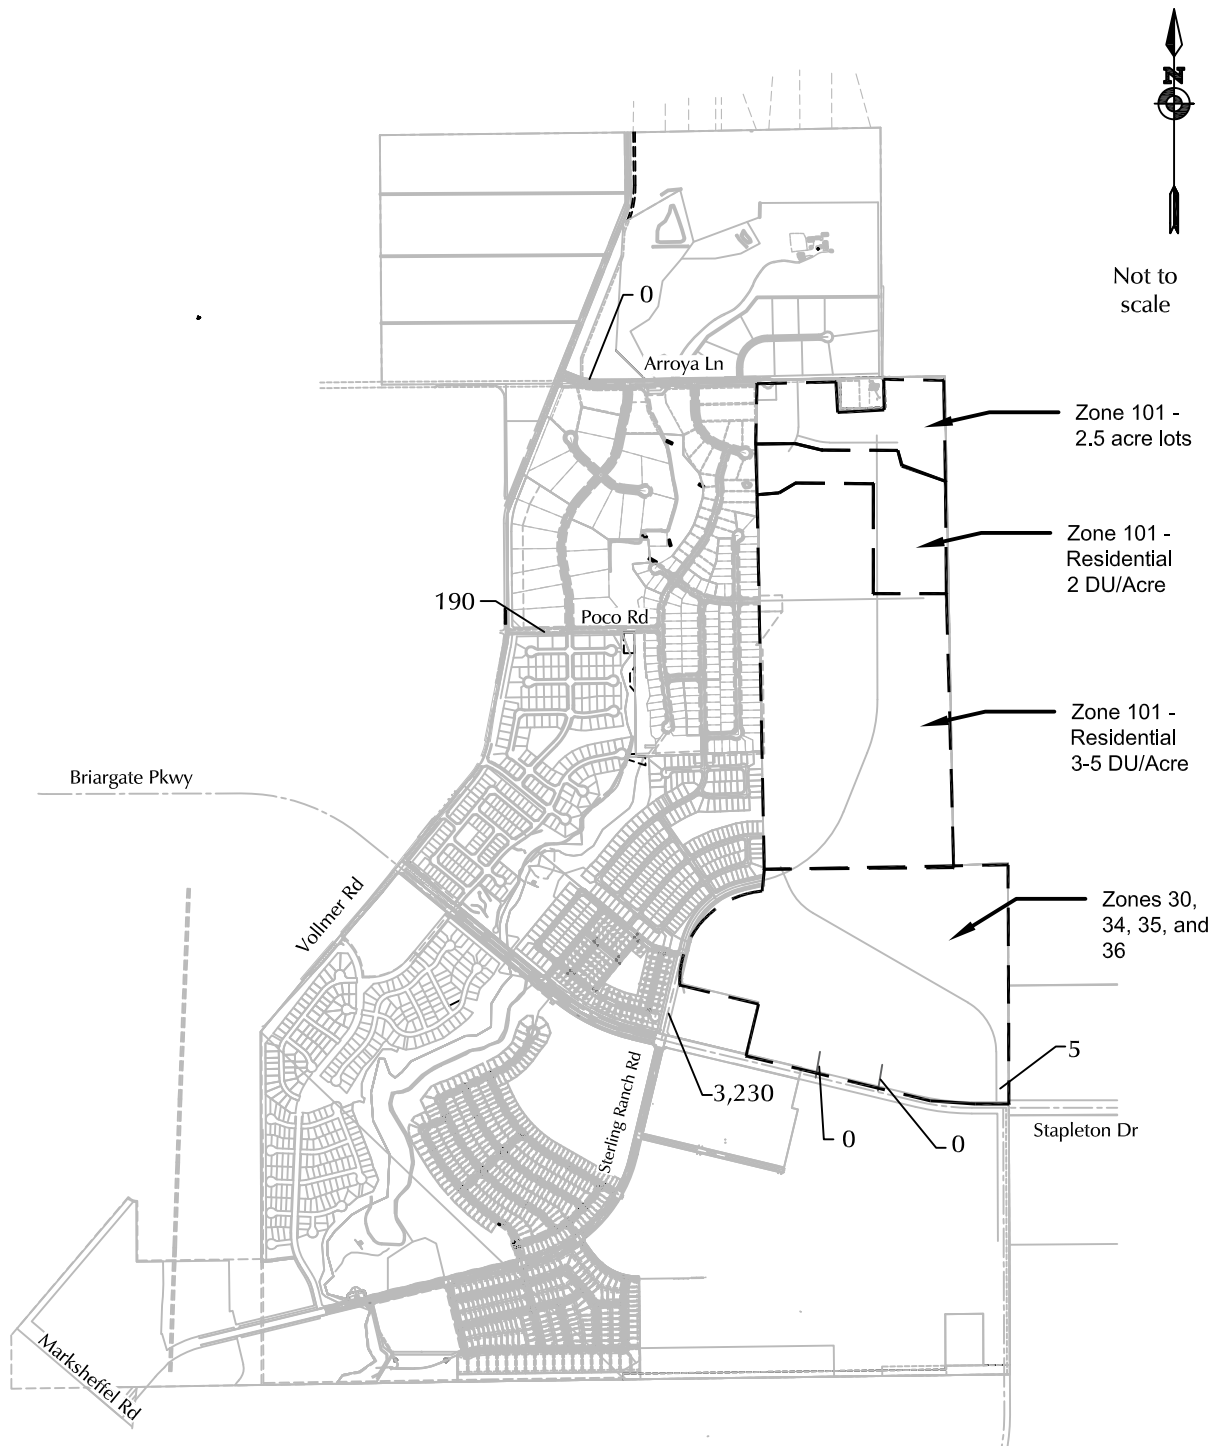 N
Not to
scale
0
Arroya Ln
Zone 101 -
2.5 acre lots
Zone 101 -
Residential
2 DU/Acre
190
Poco Rd
Zone 101 -
Residential
3-5 DU/Acre
Briargate Pkwy
Vollmer Rd
Zones 30,
34, 35, and
36
5
3,230
Sterling Ranch Rd
0
0
Stapleton Dr
Marksheffel Rd